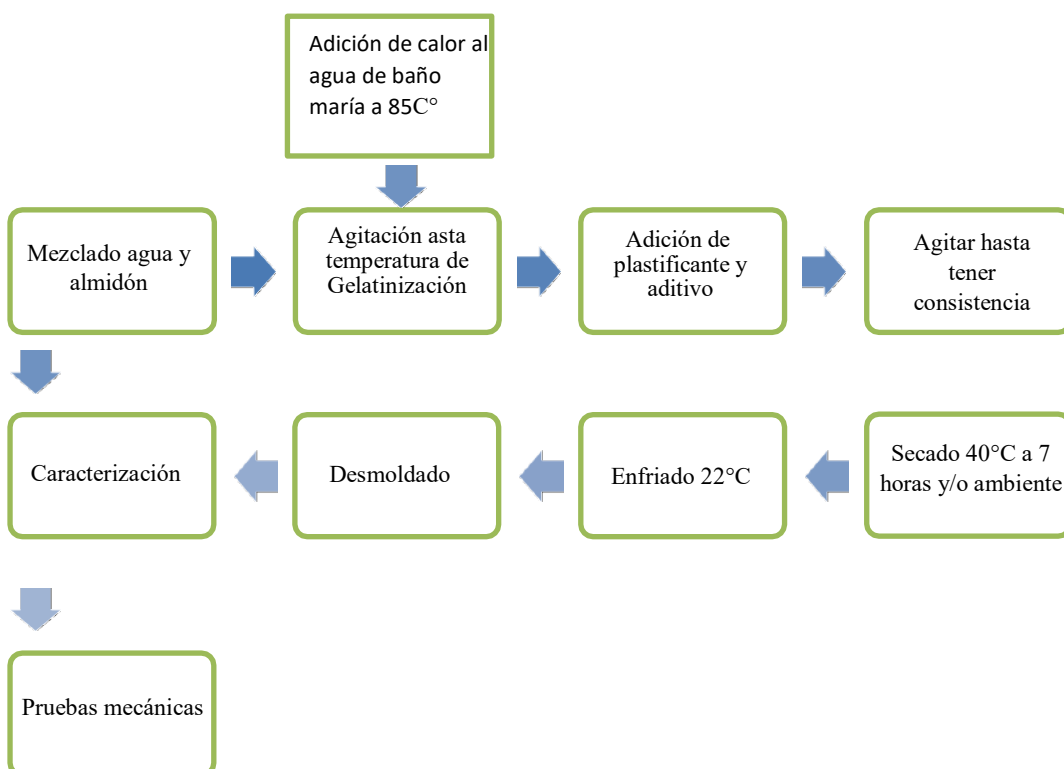 Adición de calor al
agua de baño
maría a 85C°
Mezclado agua y
almidón
Agitación asta
temperatura de
Gelatinización
Adición de
plastificante y
aditivo
Agitar hasta
tener
consistencia
Secado 40°C a 7
horas y/o ambiente
Enfriado 22°C
Desmoldado
Caracterización
Pruebas mecánicas